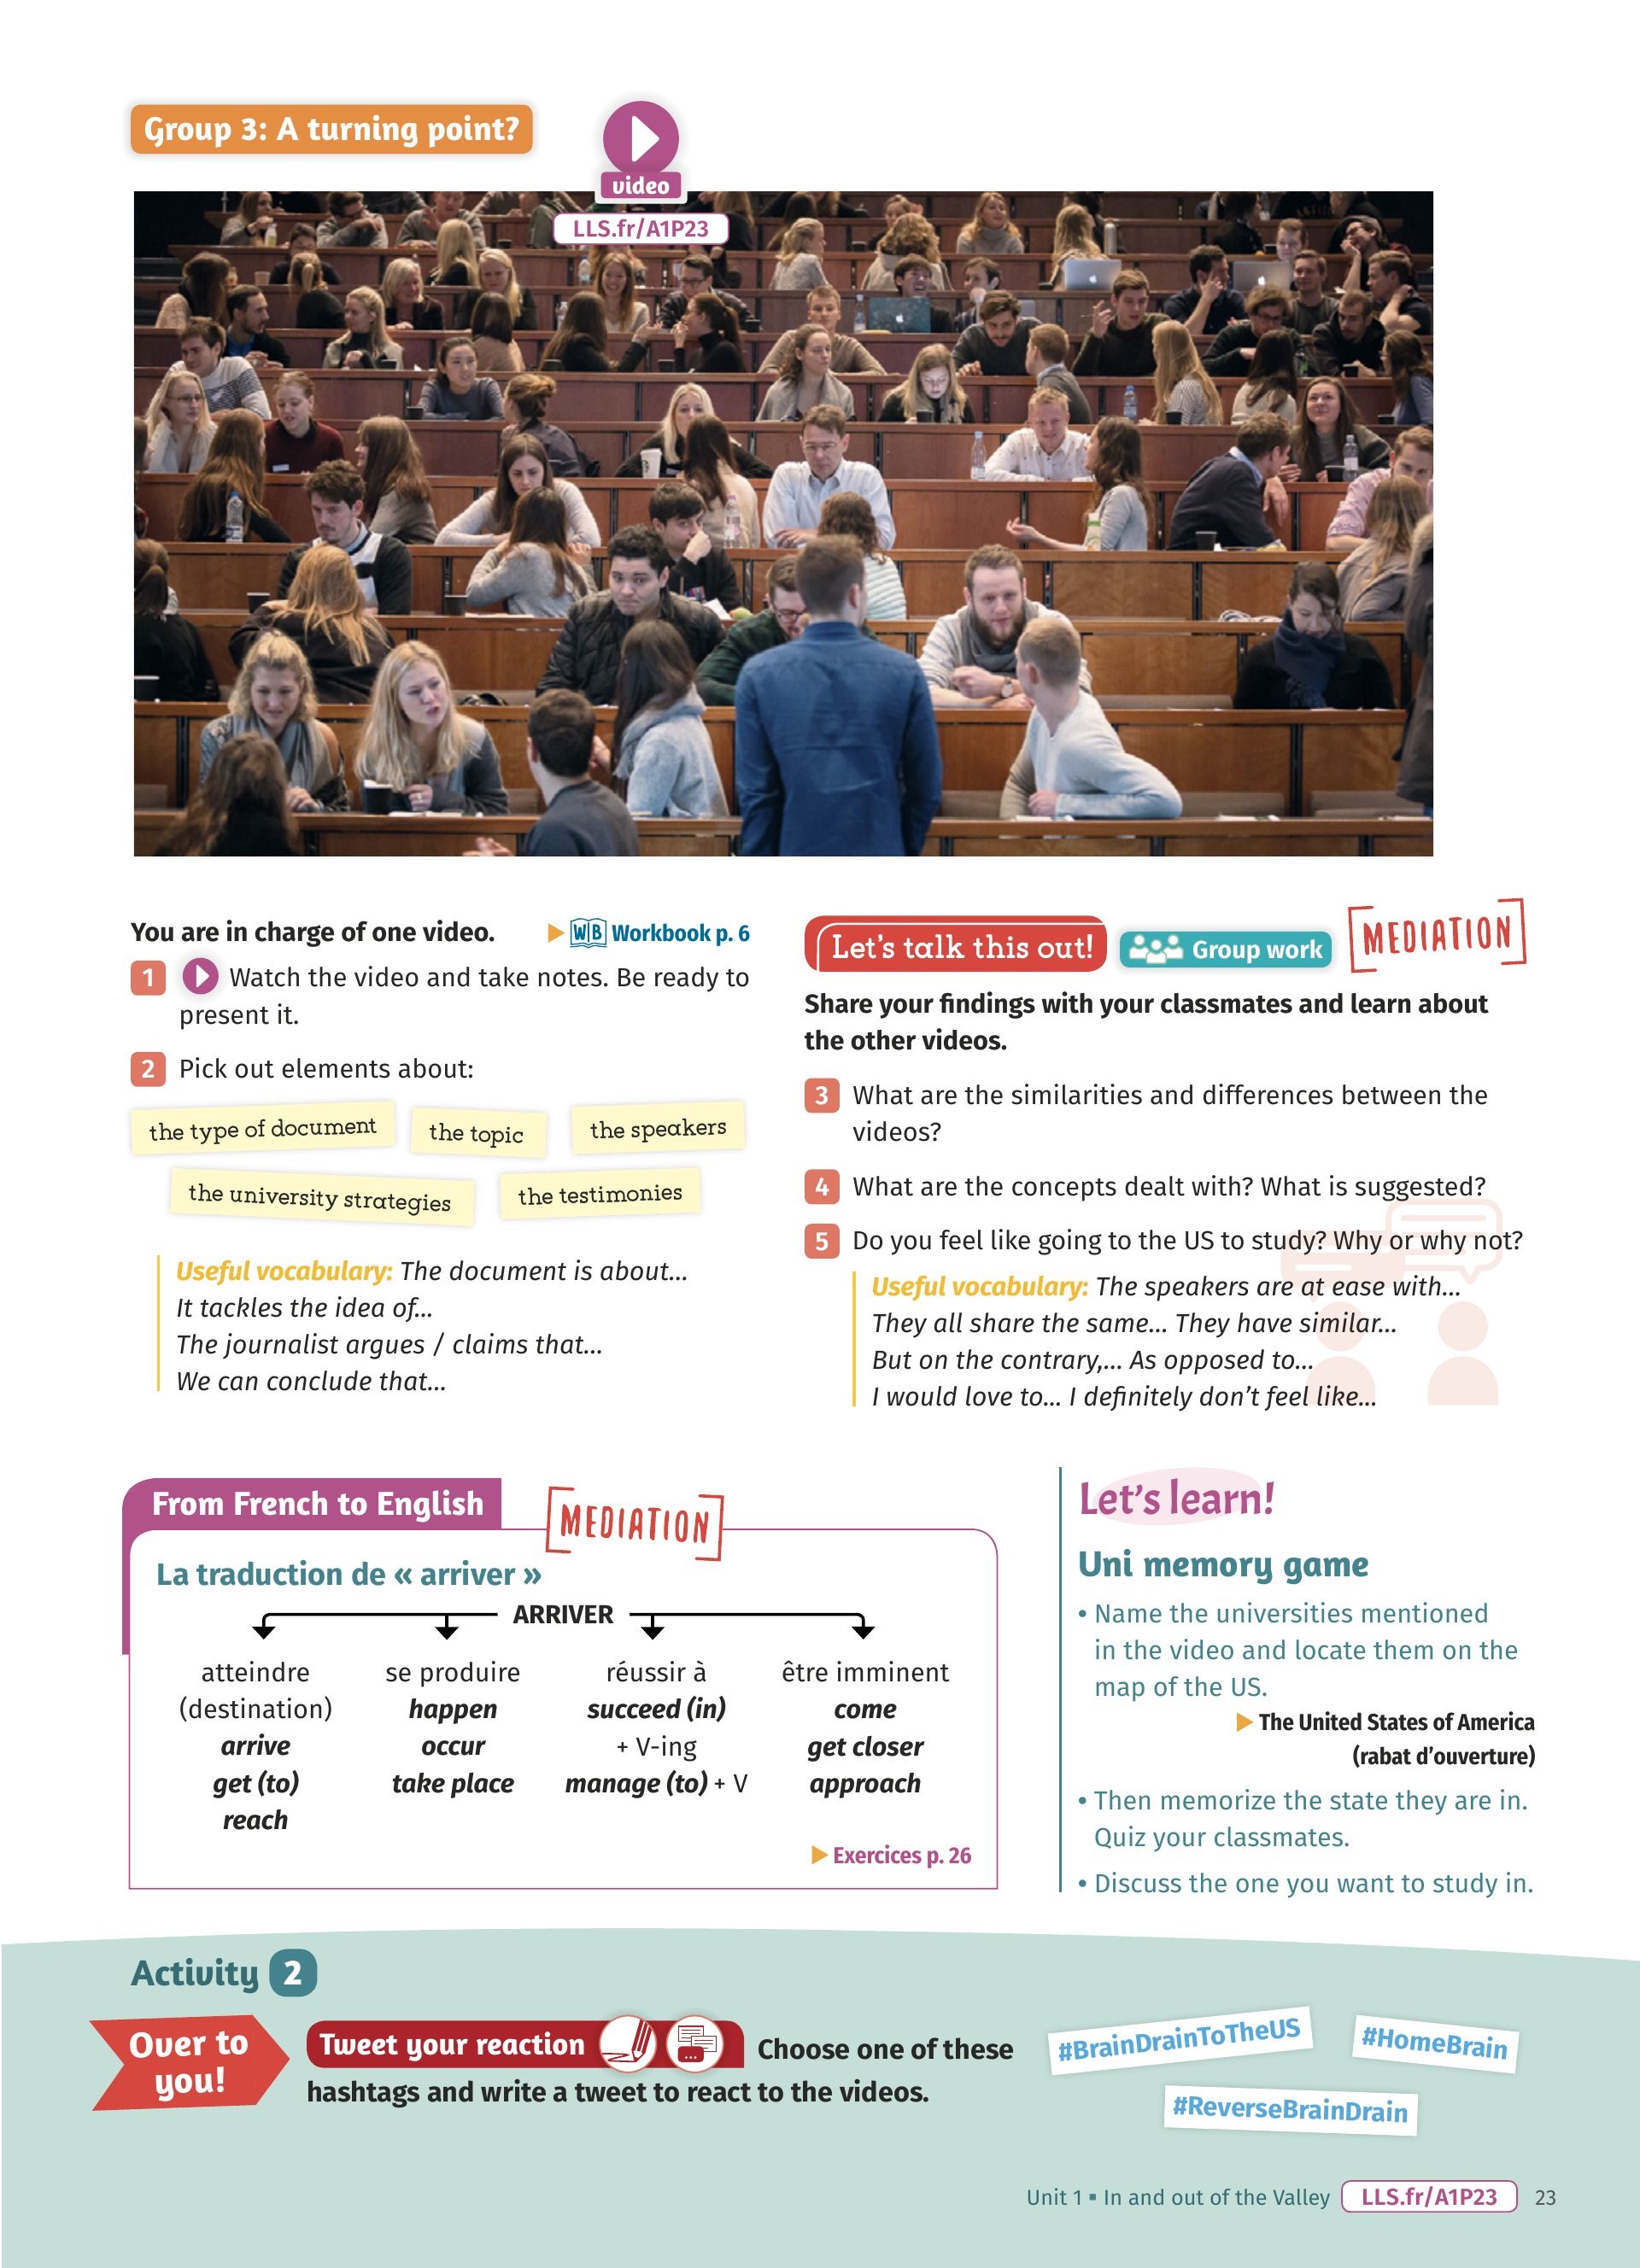 Group 3: A turning point?
video
LLS.fr/A1P23
You are in charge of one video.
WB Workbook p. 6
1 Watch the video and take notes. Be ready to
present it.
2 Pick out elements about:
the type of document
the topic
the speakers
the university strategies
the testimonies
Useful vocabulary: The document is about...
It tackles the idea of...
The journalist argues / claims that...
We can conclude that...
Let's talk this out!
Group work
MEDIATION
Share your findings with your classmates and learn about
the other videos.
3 What are the similarities and differences between the
videos?
4 What are the concepts dealt with? What is suggested?
5 Do you feel like going to the US to study? Why or why not?
Useful vocabulary: The speakers are at ease with...
They all share the same... They have similar...
But on the contrary,... As opposed to...
I would love to... I definitely don't feel like...
From French to English
MEDIATION
La traduction de « arriver »
ARRIVER
atteindre
(destination)
arrive
get (to)
reach
se produire
happen
occur
take place
réussir à
succeed (in)
+ V-ing
manage (to) + V
être imminent
come
get closer
approach
Exercices p. 26
Let's learn!
Uni memory game
• Name the universities mentioned
in the video and locate them on the
map of the US.
The United States of America
(rabat d'ouverture)
• Then memorize the state they are in.
Quiz your classmates.
• Discuss the one you want to study in.
Activity 2
Over to
you!
Tweet your reaction
Choose one of these
hashtags and write a tweet to react to the videos.
#BrainDrainToTheUS
#HomeBrain
#ReverseBrainDrain
Unit 1 ▪ In and out of the Valley
LLS.fr/A1P23
23